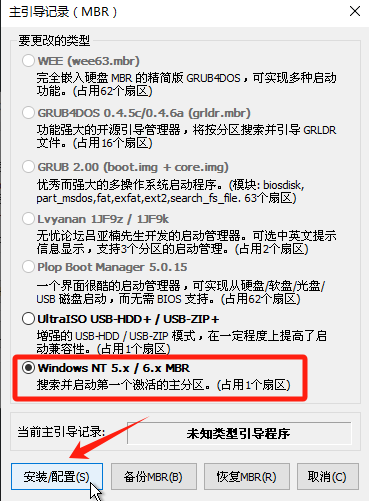 主引导记录 (MBR)
要更改的类型
WEE (wee63.mbr)
完全嵌入硬盘 MBR 的精简版 GRUB4DOS，可实现多种启动
功能。(占用62个扇区)
GRUB4DOS 0.4.5c/0.4.6a (grldr.mbr)
功能强大的开源引导管理器，将按分区搜索并引导 GRLDR
文件。(占用16个扇区)
GRUB 2.00 (boot.img + core.img)
优秀而强大的多操作系统启动程序。(模块: biosdisk,
part_msdos,fat,exfat,ext2,search_fs_file. 63个扇区)
Lvyanan 1JF9z / 1JF9k
无忧论坛吕亚楠先生开发的启动管理器。可选中英文提示
信息显示，支持3个分区的启动管理。(占用2个扇区)
Plop Boot Manager 5.0.15
一个界面很酷的启动管理器，可实现从硬盘/软盘/光盘/
USB 磁盘启动，而无需 BIOS 支持。(占用62个扇区)
UltraISO USB-HDD+ / USB-ZIP+
增强的 USB-HDD / USB-ZIP 模式，在一定程度上提高了启
动兼容性。(占用1个扇区)
Windows NT 5.x / 6.x MBR
搜索并启动第一个激活的主分区。(占用1个扇区)
当前主引导记录: 未知类型引导程序
安装/配置(S) 备份MBR(B) 恢复MBR(R) 取消(C)